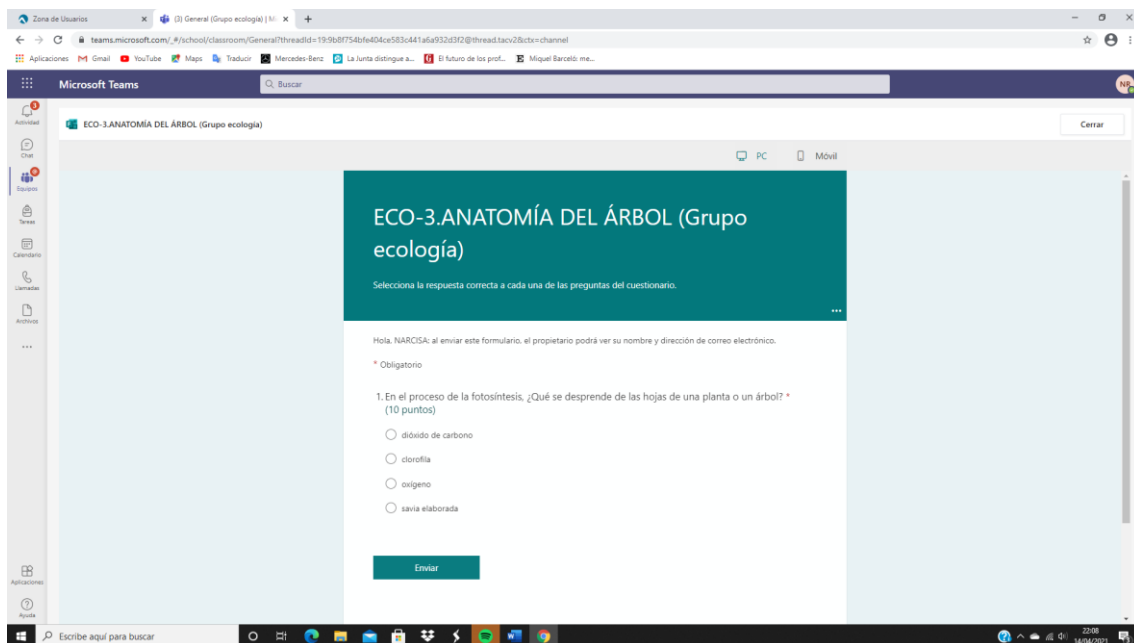 Zona de Usuarios
(3) General (Grupo ecología) | Mi
teams.microsoft.com/_#/school/classroom/General?threadId=19:9b8f754bfe404ce583c441a6a932d3f2@thread.tacv2&ctx=channel
Aplicaciones Gmail YouTube Maps Traducir Mercedes-Benz La Junta distingue a... El futuro de los prof... Miquel Barceló: me...
Microsoft Teams
Buscar
NR
3
Actividad
Chat
Equipos
Tareas
Calendario
Llamadas
Archivos
Aplicaciones
Ayuda
ECO-3.ANATOMÍA DEL ÁRBOL (Grupo ecología)
Cerrar
PC Móvil
ECO-3.ANATOMÍA DEL ÁRBOL (Grupo
ecología)
Selecciona la respuesta correcta a cada una de las preguntas del cuestionario.
Hola, NARCISA: al enviar este formulario, el propietario podrá ver su nombre y dirección de correo electrónico.
* Obligatorio
1. En el proceso de la fotosíntesis, ¿Qué se desprende de las hojas de una planta o un árbol? *
(10 puntos)
dióxido de carbono
clorofila
oxígeno
savia elaborada
Enviar
Escribe aquí para buscar
22:08
14/04/2021